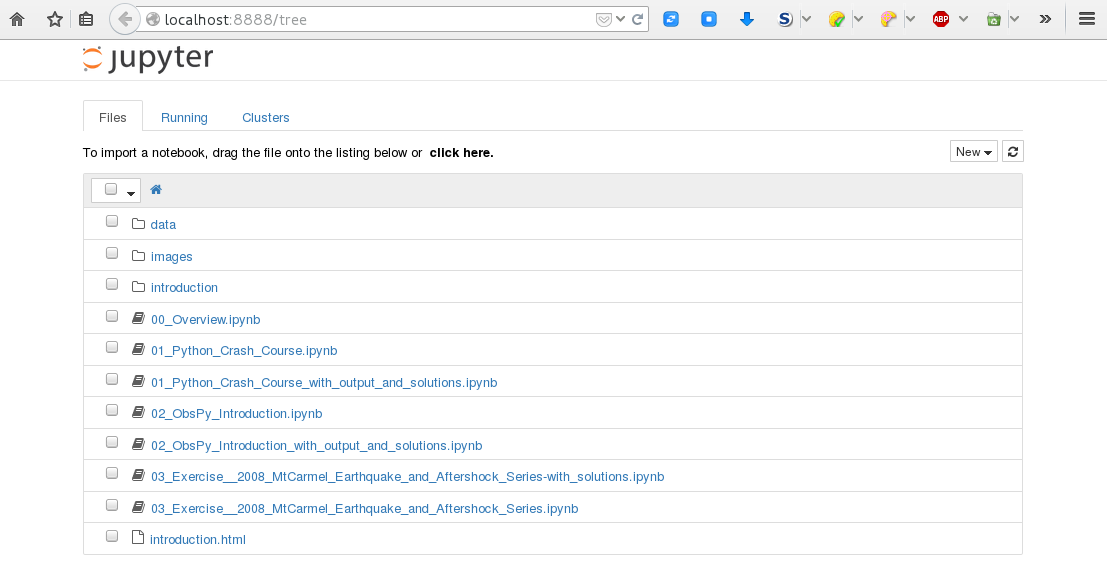 localhost:8888/tree
S
ABP
jupyter
Files Running Clusters
To import a notebook, drag the file onto the listing below or click here.
New
data
images
introduction
00_Overview.ipynb
01_Python_Crash_Course.ipynb
01_Python_Crash_Course_with_output_and_solutions.ipynb
02_ObsPy_Introduction.ipynb
02_ObsPy_Introduction_with_output_and_solutions.ipynb
03_Exercise__2008_MtCarmel_Earthquake_and_Aftershock_Series-with_solutions.ipynb
03_Exercise__2008_MtCarmel_Earthquake_and_Aftershock_Series.ipynb
introduction.html